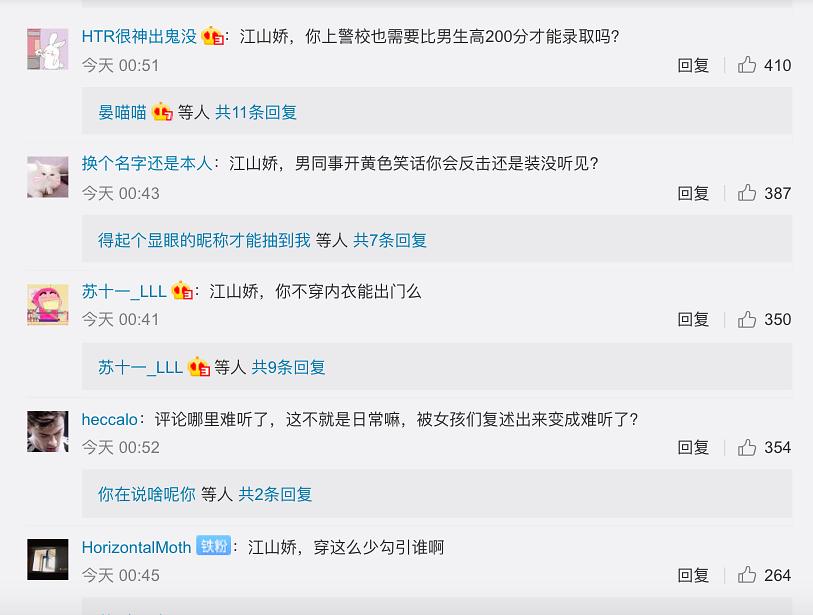 HTR很神出鬼没：江山娇，你上警校也需要比男生高200分才能录取吗？
今天 00:51 回复 410
晏喵喵 等人 共11条回复
换个名字还是本人：江山娇，男同事开黄色笑话你会反击还是装没听见？
今天 00:43 回复 387
得起个显眼的昵称才能抽到我 等人 共7条回复
苏十一_LLL：江山娇，你不穿内衣能出门么
今天 00:41 回复 350
苏十一_LLL 等人 共9条回复
heccalo：评论哪里难听了，这不就是日常嘛，被女孩们复述出来变成难听了？
今天 00:52 回复 354
你在说啥呢你 等人 共2条回复
HorizontalMoth 铁粉：江山娇，穿这么少勾引谁啊
今天 00:45 回复 264